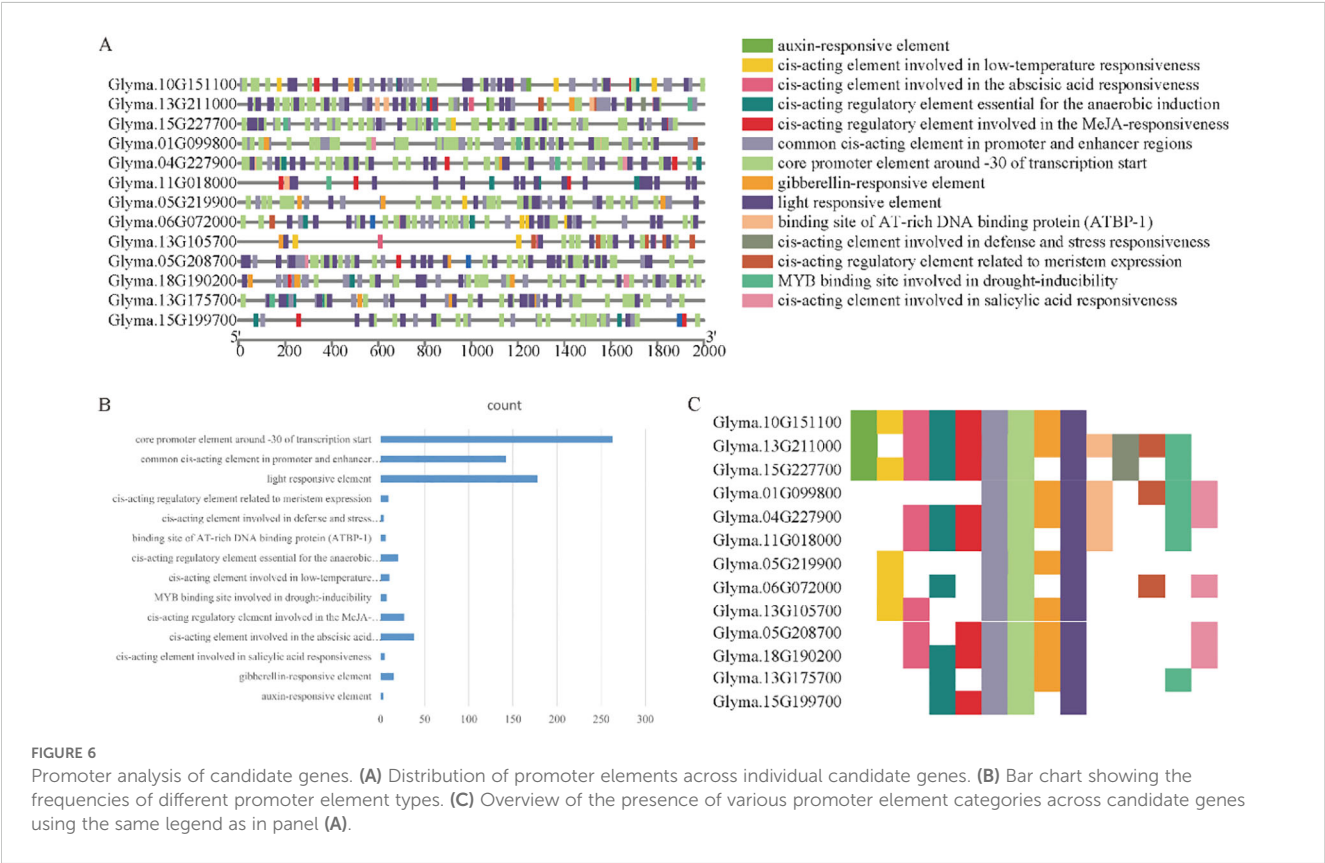 A
Glyma.10G151100
Glyma.13G211000
Glyma.15G227700
Glyma.01G099800
Glyma.04G227900
Glyma.11G018000
Glyma.05G219900
Glyma.06G072000
Glyma.13G105700
Glyma.05G208700
Glyma.18G190200
Glyma.13G175700
Glyma.15G199700
5' 3'
0 200 400 600 800 1000 1200 1400 1600 1800 2000
auxin-responsive element
cis-acting element involved in low-temperature responsiveness
cis-acting element involved in the abscisic acid responsiveness
cis-acting regulatory element essential for the anaerobic induction
cis-acting regulatory element involved in the MeJA-responsiveness
common cis-acting element in promoter and enhancer regions
core promoter element around -30 of transcription start
gibberellin-responsive element
light responsive element
binding site of AT-rich DNA binding protein (ATBP-1)
cis-acting element involved in defense and stress responsiveness
cis-acting regulatory element related to meristem expression
MYB binding site involved in drought-inducibility
cis-acting element involved in salicylic acid responsiveness
B
count
core promoter element around -30 of transcription start
common cis-acting element in promoter and enhancer...
light responsive element
cis-acting regulatory element related to meristem expression
cis-acting element involved in defense and stress...
binding site of AT-rich DNA binding protein (ATBP-1)
cis-acting regulatory element essential for the anaerobic...
cis-acting element involved in low-temperature...
MYB binding site involved in drought-inducibility
cis-acting regulatory element involved in the MeJA-...
cis-acting element involved in the abscisic acid...
cis-acting element involved in salicylic acid responsiveness
gibberellin-responsive element
auxin-responsive element
0 50 100 150 200 250 300
C
Glyma.10G151100
Glyma.13G211000
Glyma.15G227700
Glyma.01G099800
Glyma.04G227900
Glyma.11G018000
Glyma.05G219900
Glyma.06G072000
Glyma.13G105700
Glyma.05G208700
Glyma.18G190200
Glyma.13G175700
Glyma.15G199700
FIGURE 6
Promoter analysis of candidate genes. (A) Distribution of promoter elements across individual candidate genes. (B) Bar chart showing the
frequencies of different promoter element types. (C) Overview of the presence of various promoter element categories across candidate genes
using the same legend as in panel (A).